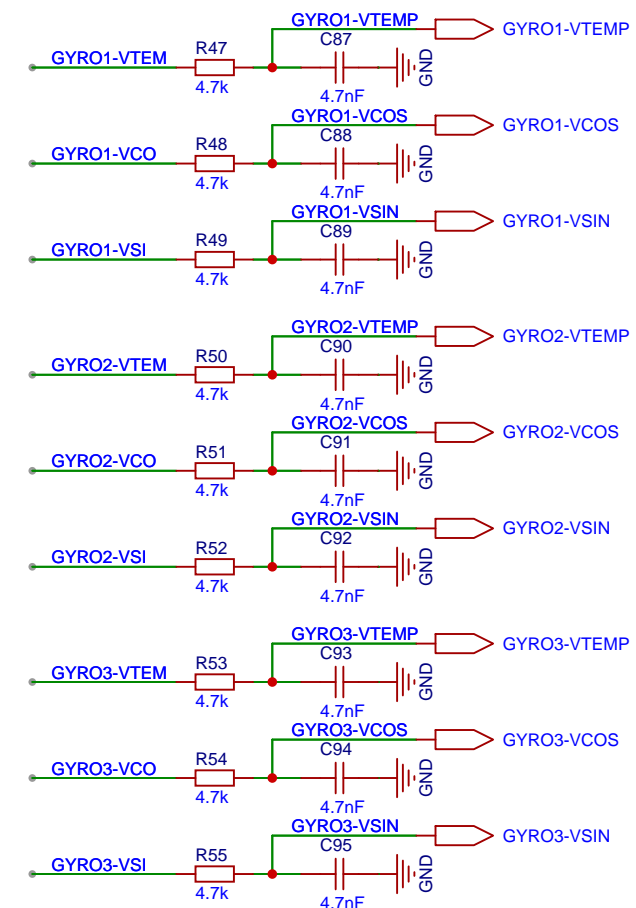 GYRO1-VTEMP
GYRO1-VTEMP
R47
C87
GYRO1-VTEM
GND
4.7k
4.7nF
GYRO1-VCOS
GYRO1-VCOS
R48
C88
GYRO1-VCO
GND
4.7k
4.7nF
GYRO1-VSIN
GYRO1-VSIN
R49
C89
GYRO1-VSI
GND
4.7k
4.7nF
GYRO2-VTEMP
GYRO2-VTEMP
R50
C90
GYRO2-VTEM
GND
4.7k
4.7nF
GYRO2-VCOS
GYRO2-VCOS
R51
C91
GYRO2-VCO
GND
4.7k
4.7nF
GYRO2-VSIN
GYRO2-VSIN
R52
C92
GYRO2-VSI
GND
4.7k
4.7nF
GYRO3-VTEMP
GYRO3-VTEMP
R53
C93
GYRO3-VTEM
GND
4.7k
4.7nF
GYRO3-VCOS
GYRO3-VCOS
R54
C94
GYRO3-VCO
GND
4.7k
4.7nF
GYRO3-VSIN
GYRO3-VSIN
R55
C95
GYRO3-VSI
GND
4.7k
4.7nF